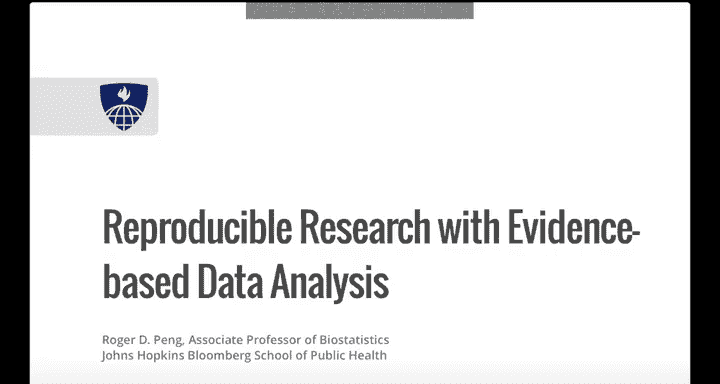 Reproducible Research with Evidence-
based Data Analysis
Roger D. Peng, Associate Professor of Biostatistics
Johns Hopkins Bloomberg School of Public Health